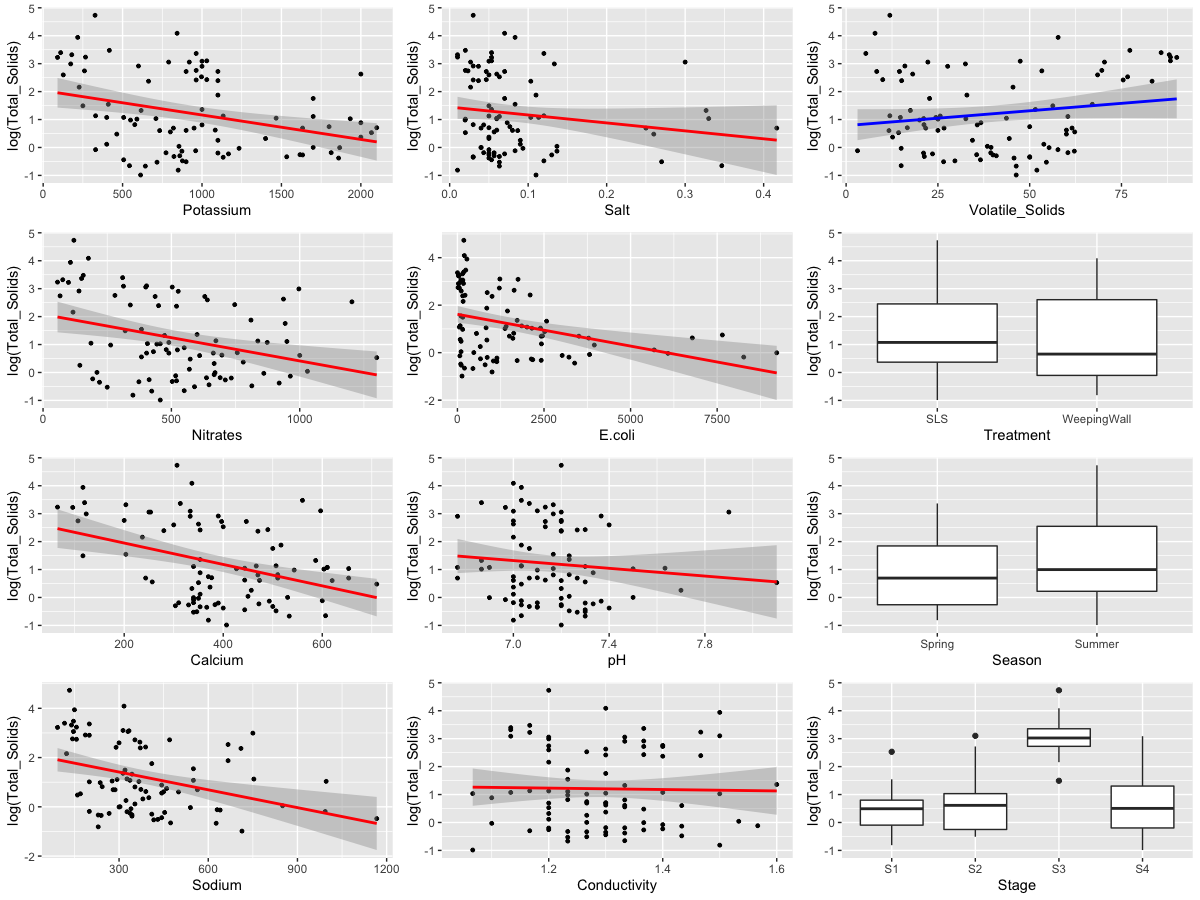 log(Total_Solids)
5
4
3
2
1
0
-1
0 500 1000 1500 2000
Potassium
log(Total_Solids)
5
4
3
2
1
0
-1
0.0 0.1 0.2 0.3 0.4
Salt
log(Total_Solids)
5
4
3
2
1
0
-1
0 25 50 75
Volatile_Solids
log(Total_Solids)
5
4
3
2
1
0
-1
0 500 1000
Nitrates
log(Total_Solids)
4
2
0
-2
0 2500 5000 7500
E.coli
log(Total_Solids)
5
4
3
2
1
0
-1
SLS WeepingWall
Treatment
log(Total_Solids)
5
4
3
2
1
0
-1
200 400 600
Calcium
log(Total_Solids)
5
4
3
2
1
0
-1
7.0 7.4 7.8
pH
log(Total_Solids)
5
4
3
2
1
0
-1
Spring Summer
Season
log(Total_Solids)
4
2
0
-2
300 600 900 1200
Sodium
log(Total_Solids)
5
4
3
2
1
0
-1
1.2 1.4 1.6
Conductivity
log(Total_Solids)
5
4
3
2
1
0
-1
S1 S2 S3 S4
Stage